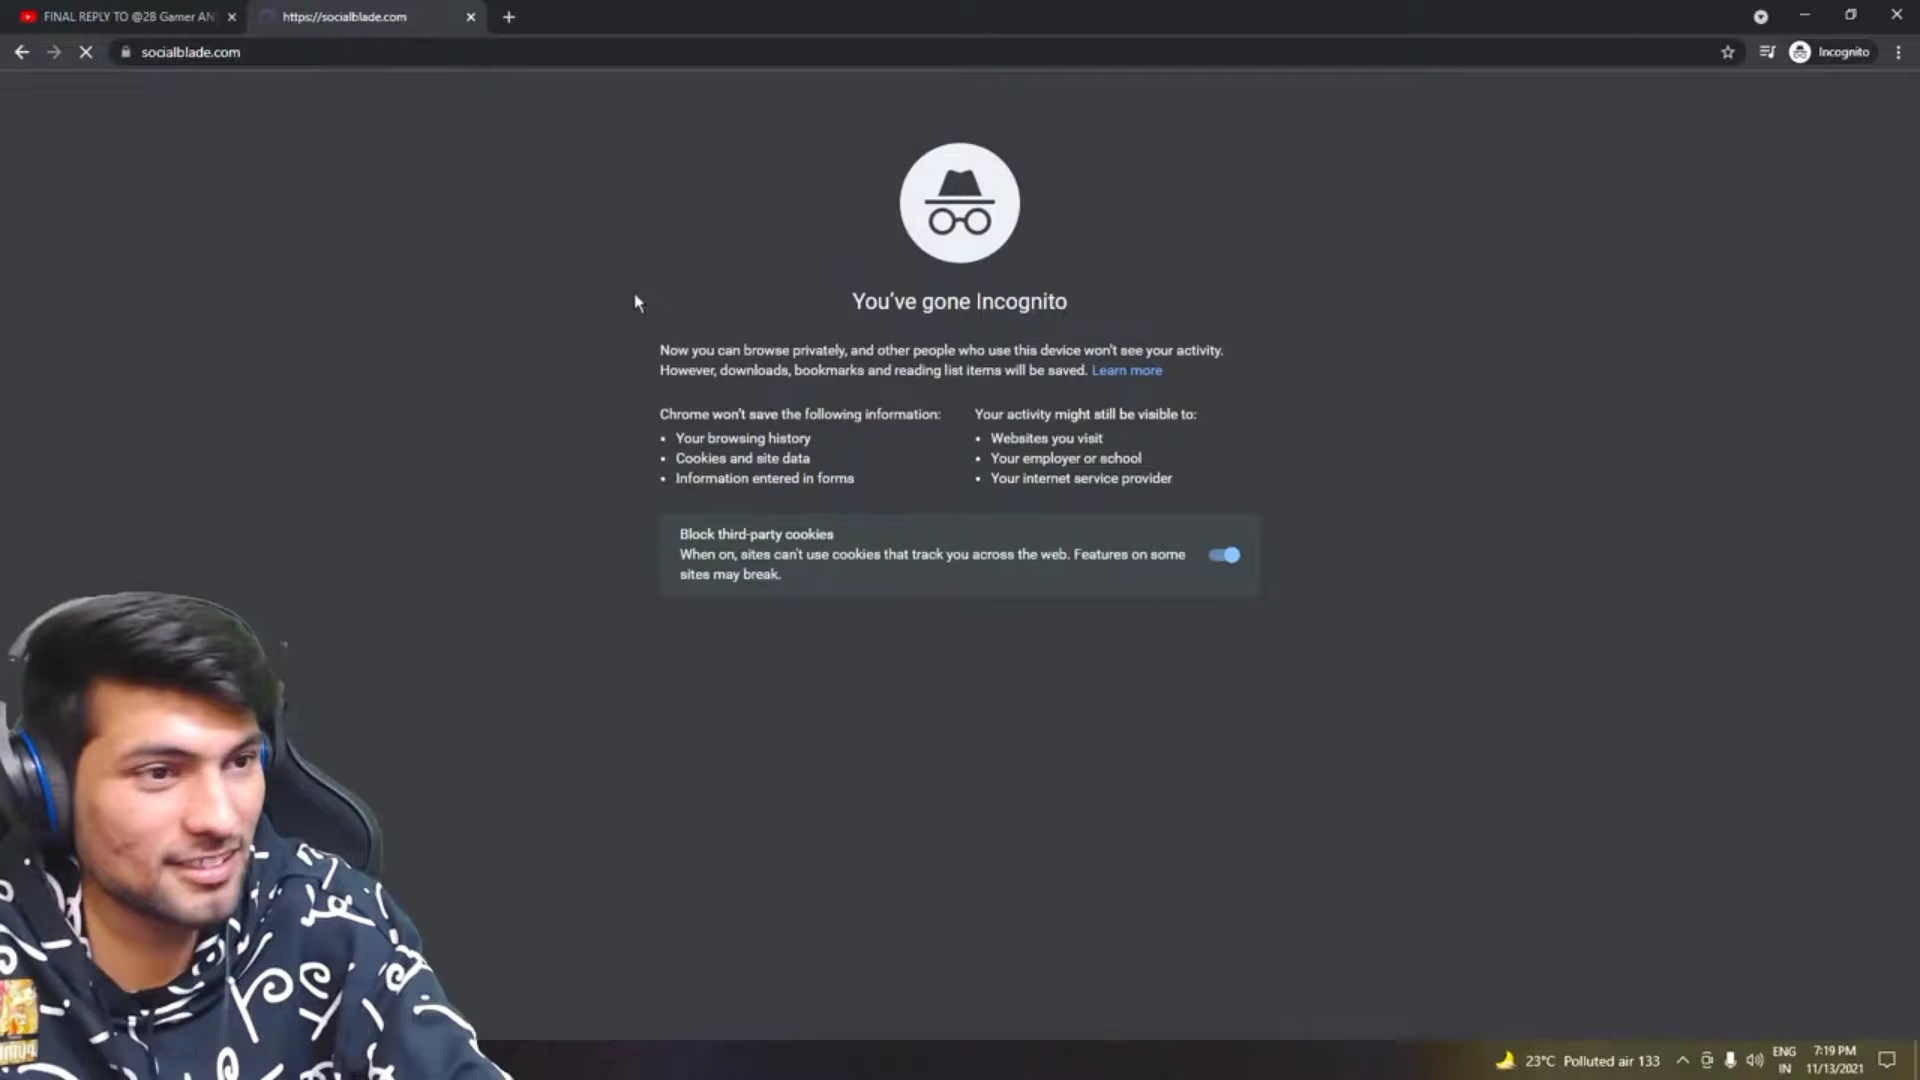 FINAL REPLY TO @2B Gamer AN
https://socialblade.com
socialblade.com
Incognito
You've gone Incognito
Now you can browse privately, and other people who use this device won't see your activity.
However, downloads, bookmarks and reading list items will be saved. Learn more
Chrome won't save the following information:
• Your browsing history
• Cookies and site data
• Information entered in forms
Your activity might still be visible to:
• Websites you visit
• Your employer or school
• Your internet service provider
Block third-party cookies
When on, sites can't use cookies that track you across the web. Features on some
sites may break.
23°C Polluted air 133
ENG
IN
7:19 PM
11/13/2021